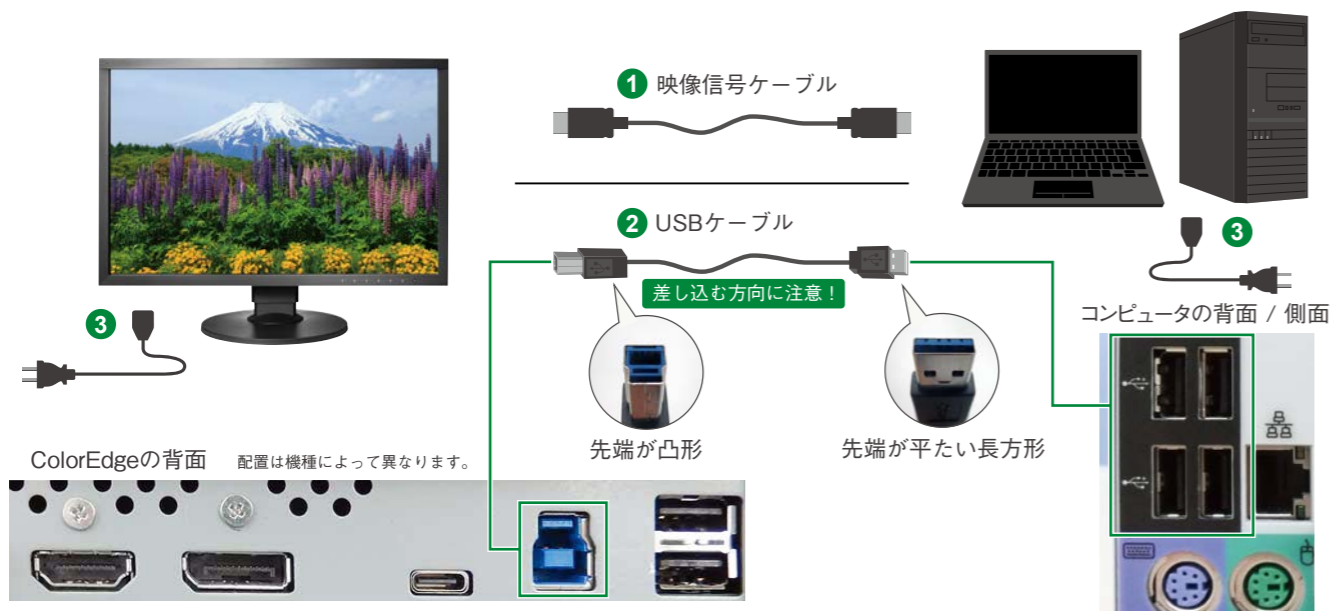 1 映像信号ケーブル
2 USBケーブル
差し込む方向に注意！
3
3
コンピュータの背面 / 側面
先端が凸形
先端が平たい長方形
ColorEdgeの背面 配置は機種によって異なります。